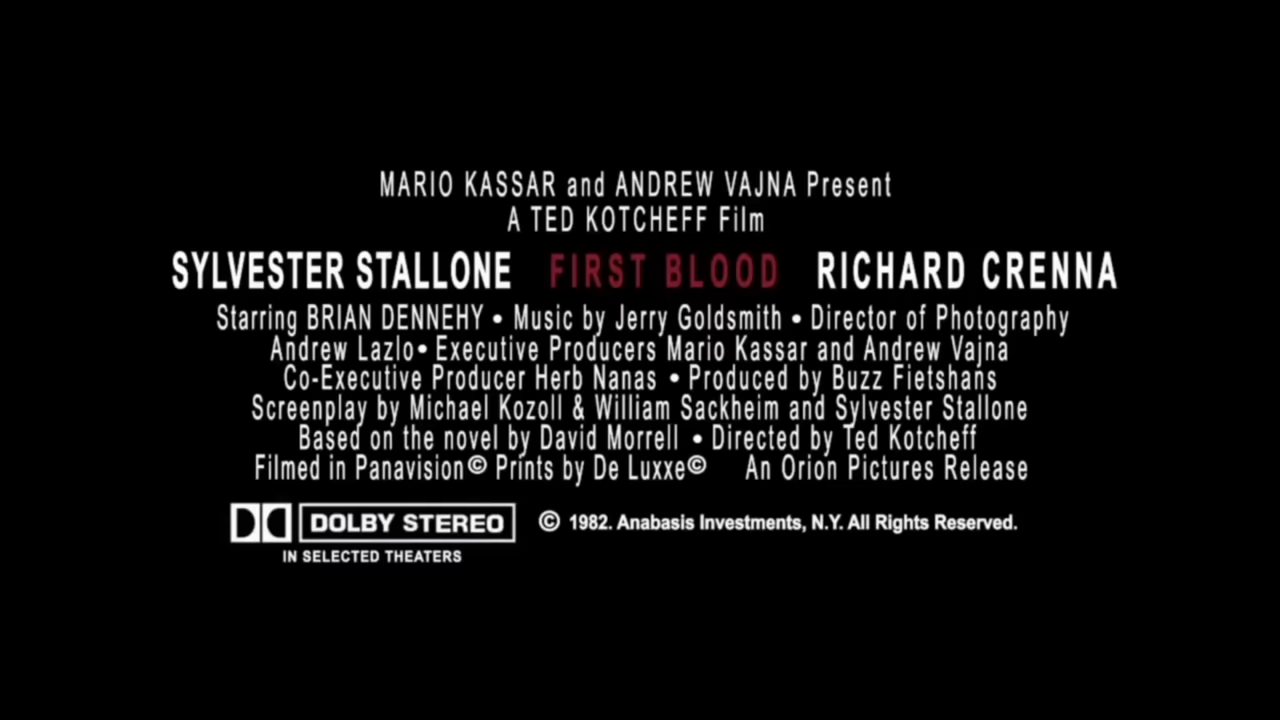 MARIO KASSAR and ANDREW VAJNA Present
A TED KOTCHEFF Film
SYLVESTER STALLONE FIRST BLOOD RICHARD CRENNA
Starring BRIAN DENNEHY • Music by Jerry Goldsmith • Director of Photography
Andrew Lazlo• Executive Producers Mario Kassar and Andrew Vajna
Co-Executive Producer Herb Nanas • Produced by Buzz Fietshans
Screenplay by Michael Kozoll & William Sackheim and Sylvester Stallone
Based on the novel by David Morrell • Directed by Ted Kotcheff
Filmed in Panavision© Prints by De Luxxe© An Orion Pictures Release
DOLBY STEREO © 1982. Anabasis Investments, N.Y. All Rights Reserved.
IN SELECTED THEATERS